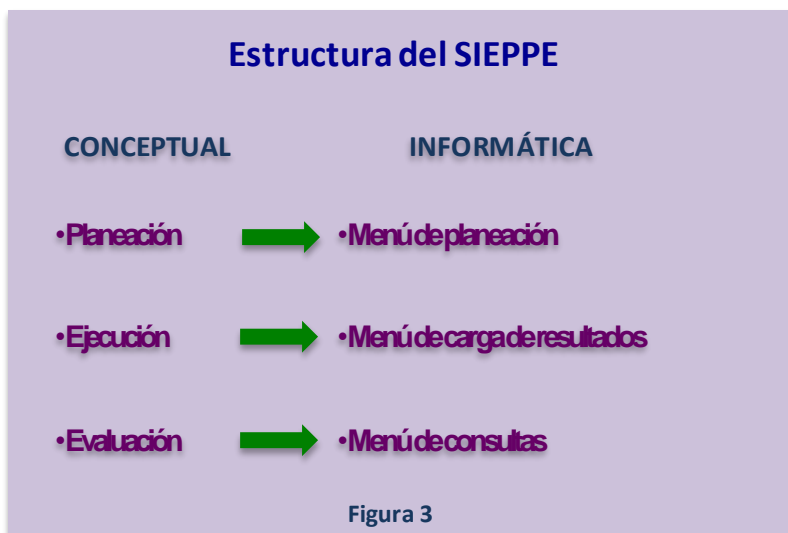 Estructura del SIEPPE
CONCEPTUAL INFORMÁTICA
•Planeación •Menú de planeación
•Ejecución •Menú de carga de resultados
•Evaluación •Menú de consultas
Figura 3